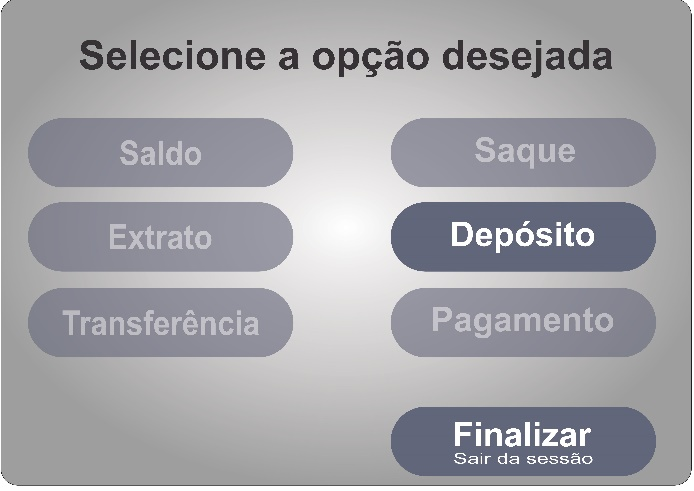 Selecione a opção desejada
Saldo
Saque
Extrato
Depósito
Transferência
Pagamento
Finalizar
Sair da sessão